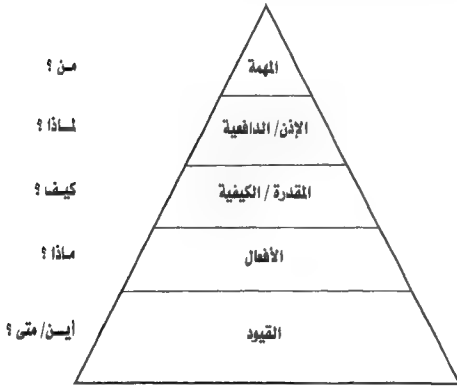 من ؟
المهمة
لماذا ؟
الإذن / الدافعية
كيف ؟
المقدرة / الكيفية
ماذا ؟
الأفعال
أين / متى ؟
القيود